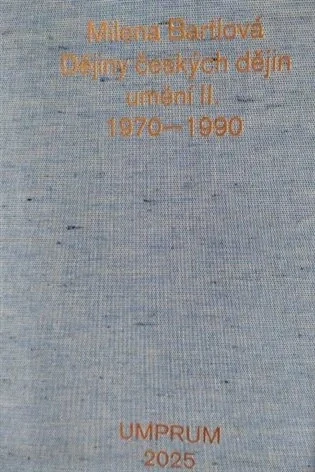 Milena Bartlová
Dějiny českých dějin
umění II.
1970—1990
UMPRUM
2025